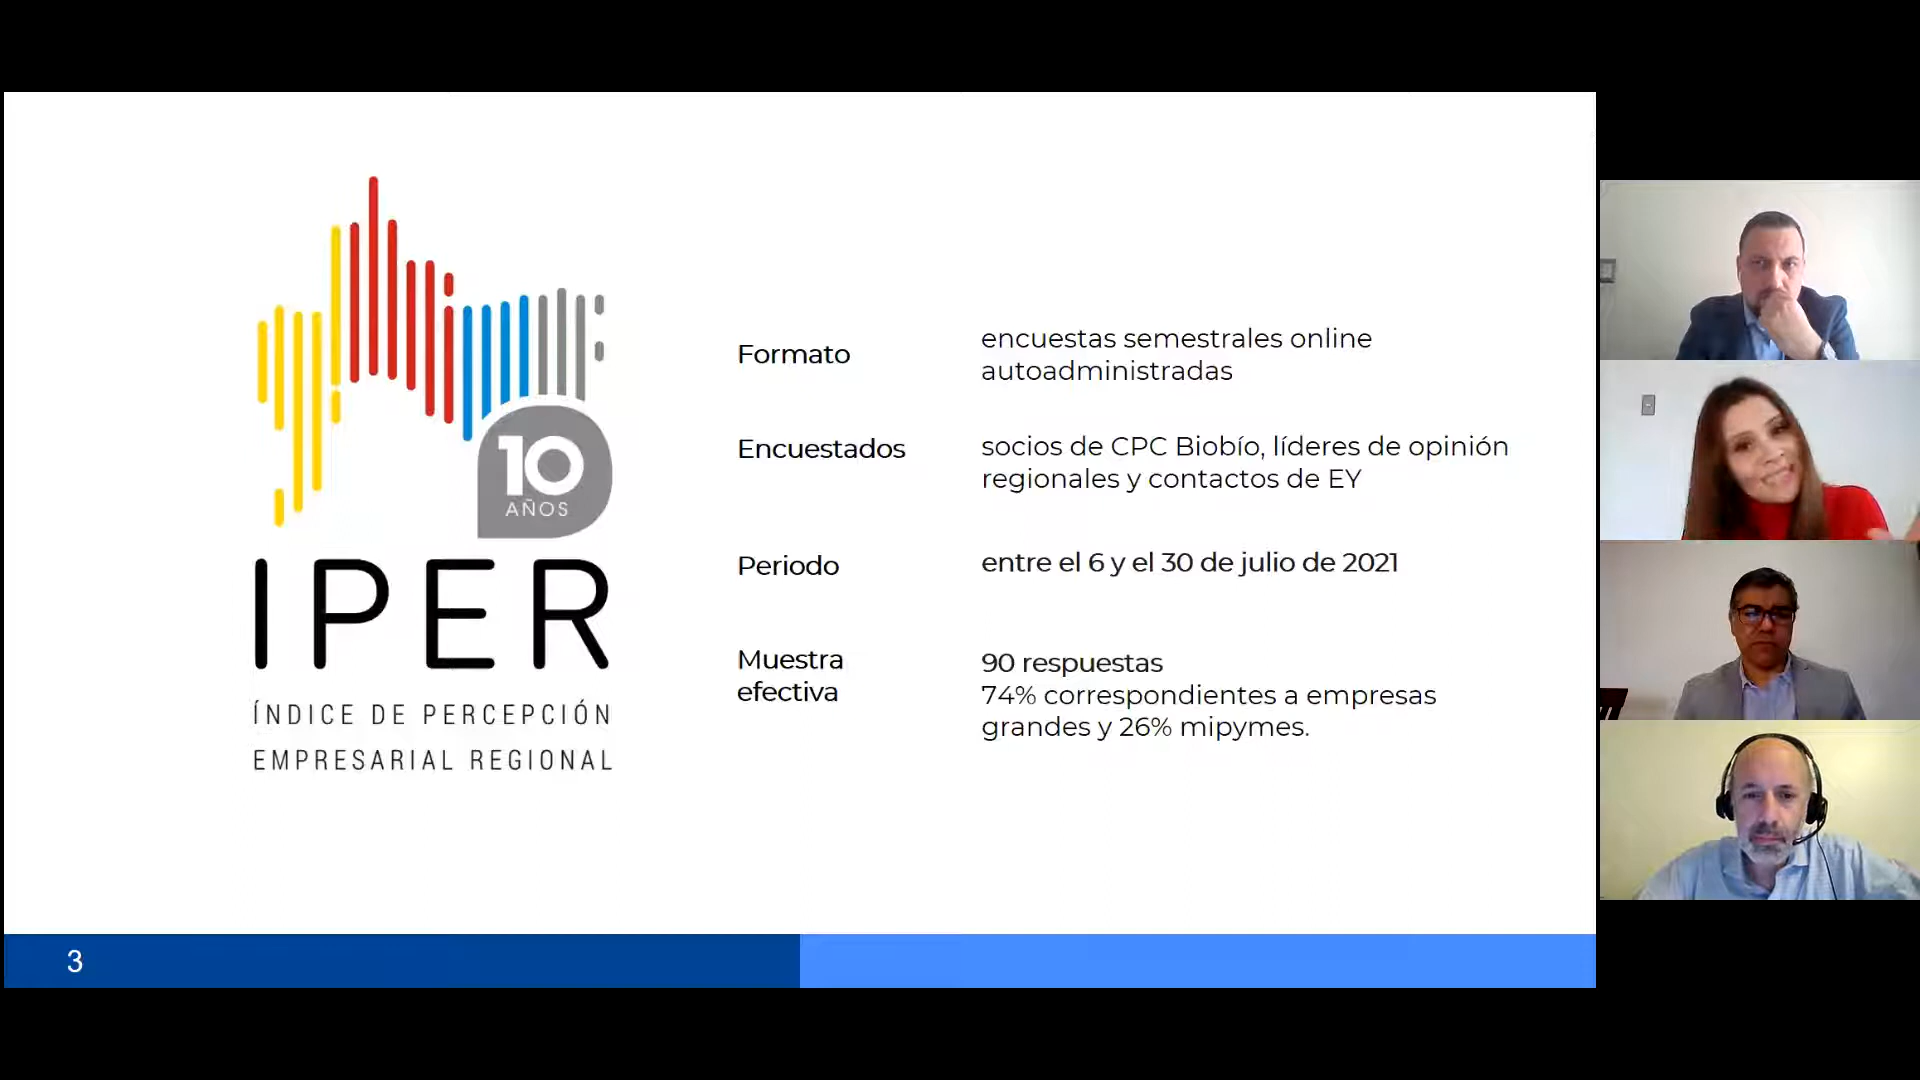 10
AÑOS
IPER
ÍNDICE DE PERCEPCIÓN
EMPRESARIAL REGIONAL
Formato
encuestas semestrales online
autoadministradas
Encuestados
socios de CPC Biobío, líderes de opinión
regionales y contactos de EY
Periodo
entre el 6 y el 30 de julio de 2021
Muestra
efectiva
90 respuestas
74% correspondientes a empresas
grandes y 26% mipymes.
3